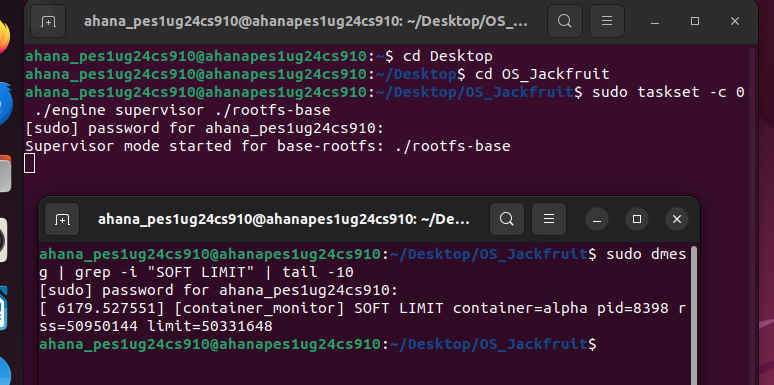 ahana_pes1ug24cs910@ahanapes1ug24cs910: ~/Desktop/OS_...
ahana_pes1ug24cs910@ahanapes1ug24cs910:~$ cd Desktop
ahana_pes1ug24cs910@ahanapes1ug24cs910:~/Desktop$ cd OS_Jackfruit
ahana_pes1ug24cs910@ahanapes1ug24cs910:~/Desktop/OS_Jackfruit$ sudo taskset -c 0
 ./engine supervisor ./rootfs-base
[sudo] password for ahana_pes1ug24cs910:
Supervisor mode started for base-rootfs: ./rootfs-base
ahana_pes1ug24cs910@ahanapes1ug24cs910: ~/De...
ahana_pes1ug24cs910@ahanapes1ug24cs910:~/Desktop/OS_Jackfruit$ sudo dmes
g | grep -i "SOFT LIMIT" | tail -10
[sudo] password for ahana_pes1ug24cs910:
[ 6179.527551] [container_monitor] SOFT LIMIT container=alpha pid=8398 r
ss=50950144 limit=50331648
ahana_pes1ug24cs910@ahanapes1ug24cs910:~/Desktop/OS_Jackfruit$